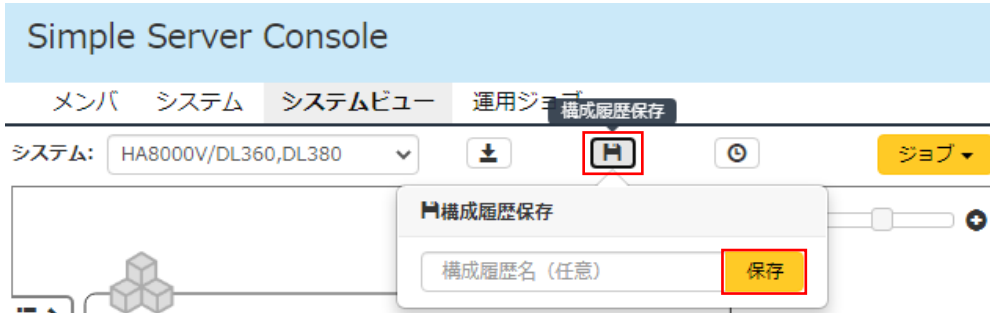 Simple Server Console
メンバ システム システムビュー 運用ジョブ
構成履歴保存
システム: HA8000V/DL360,DL380 ジョブ
構成履歴保存
構成履歴名（任意） 保存